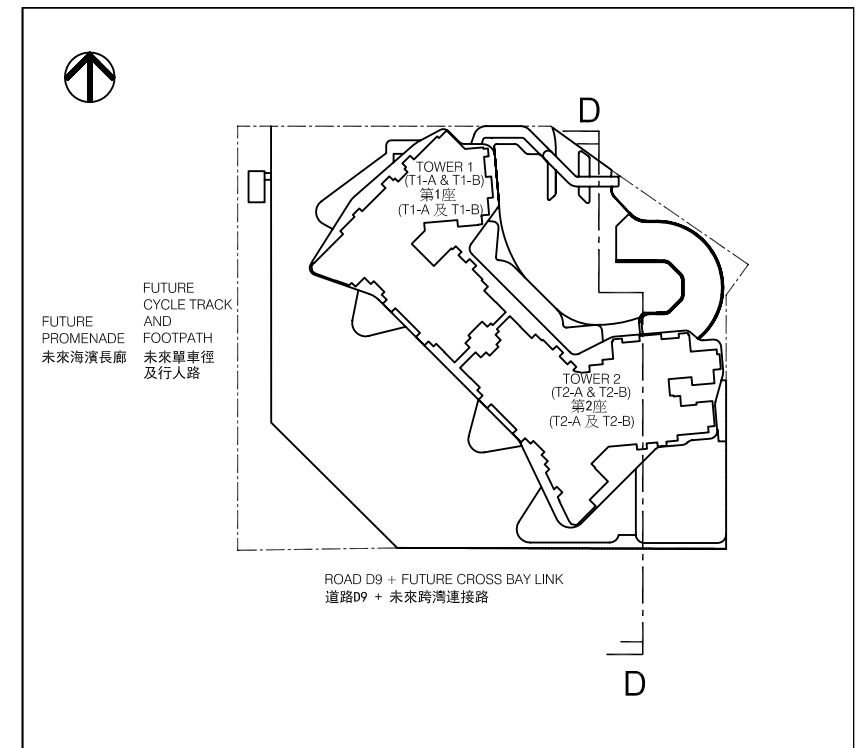 D
TOWER 1
(T1-A & T1-B)
第1座
(T1-A 及 T1-B)
FUTURE
PROMENADE
未來海濱長廊
FUTURE
CYCLE TRACK
AND
FOOTPATH
未來單車徑
及行人路
TOWER 2
(T2-A & T2-B)
第2座
(T2-A 及 T2-B)
ROAD D9 + FUTURE CROSS BAY LINK
道路D9 + 未來跨灣連接路
D